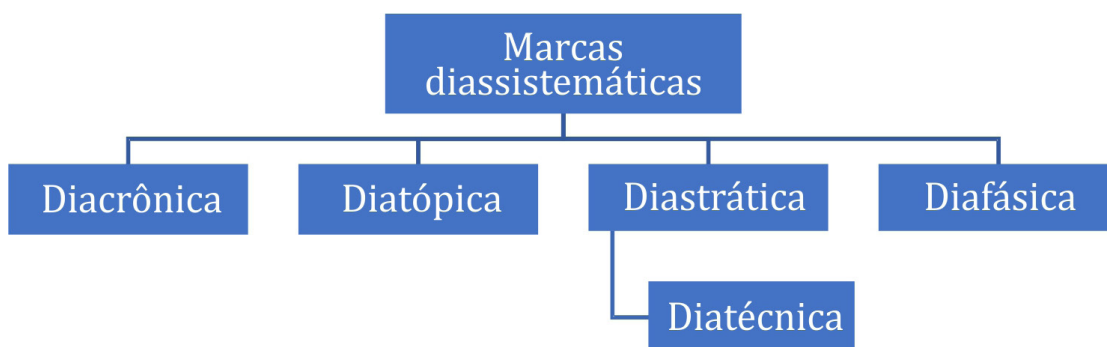 Marcas
diassistemáticas
Diacrônica
Diatópica
Diastrática
Diafásica
Diatécnica